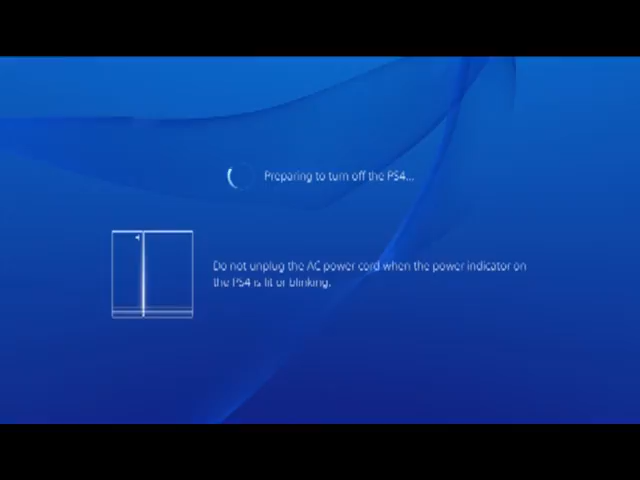 Preparing to turn off the PS4...
Do not unplug the AC power cord when the power indicator on
the PS4 is lit or blinking.